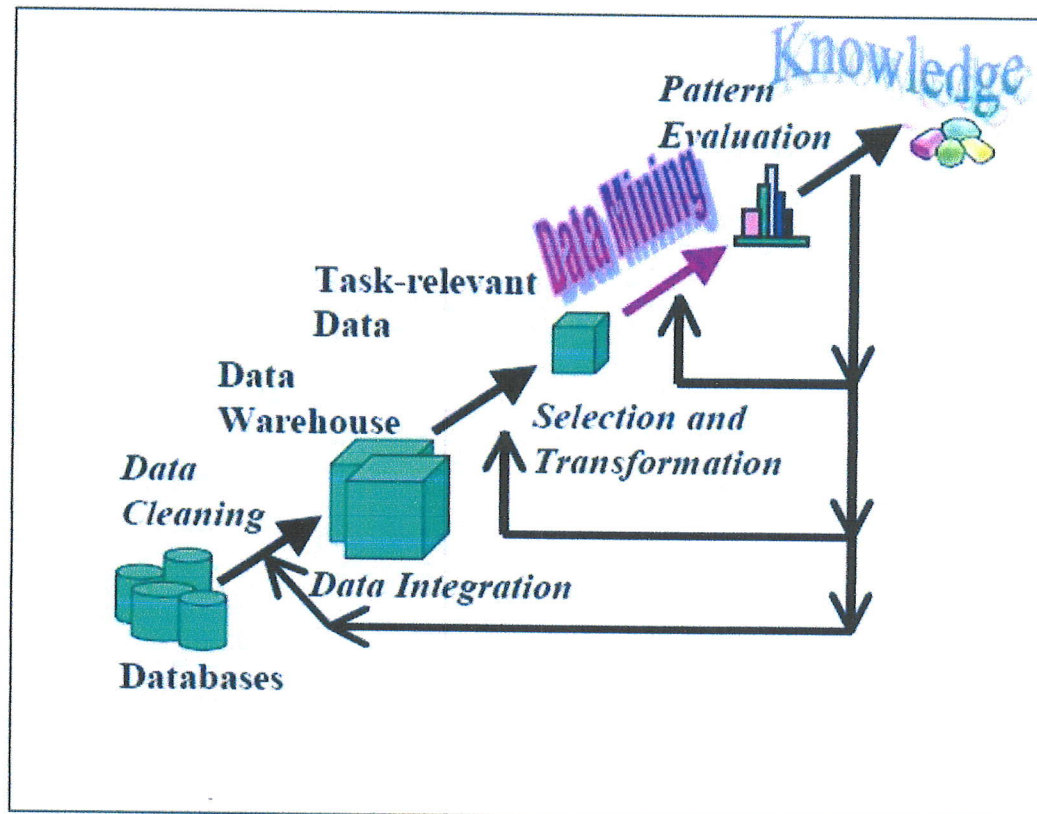 Knowledge
Pattern
Evaluation
Data Mining
Task-relevant
Data
Data
Warehouse
Selection and
Transformation
Data
Cleaning
Data Integration
Databases